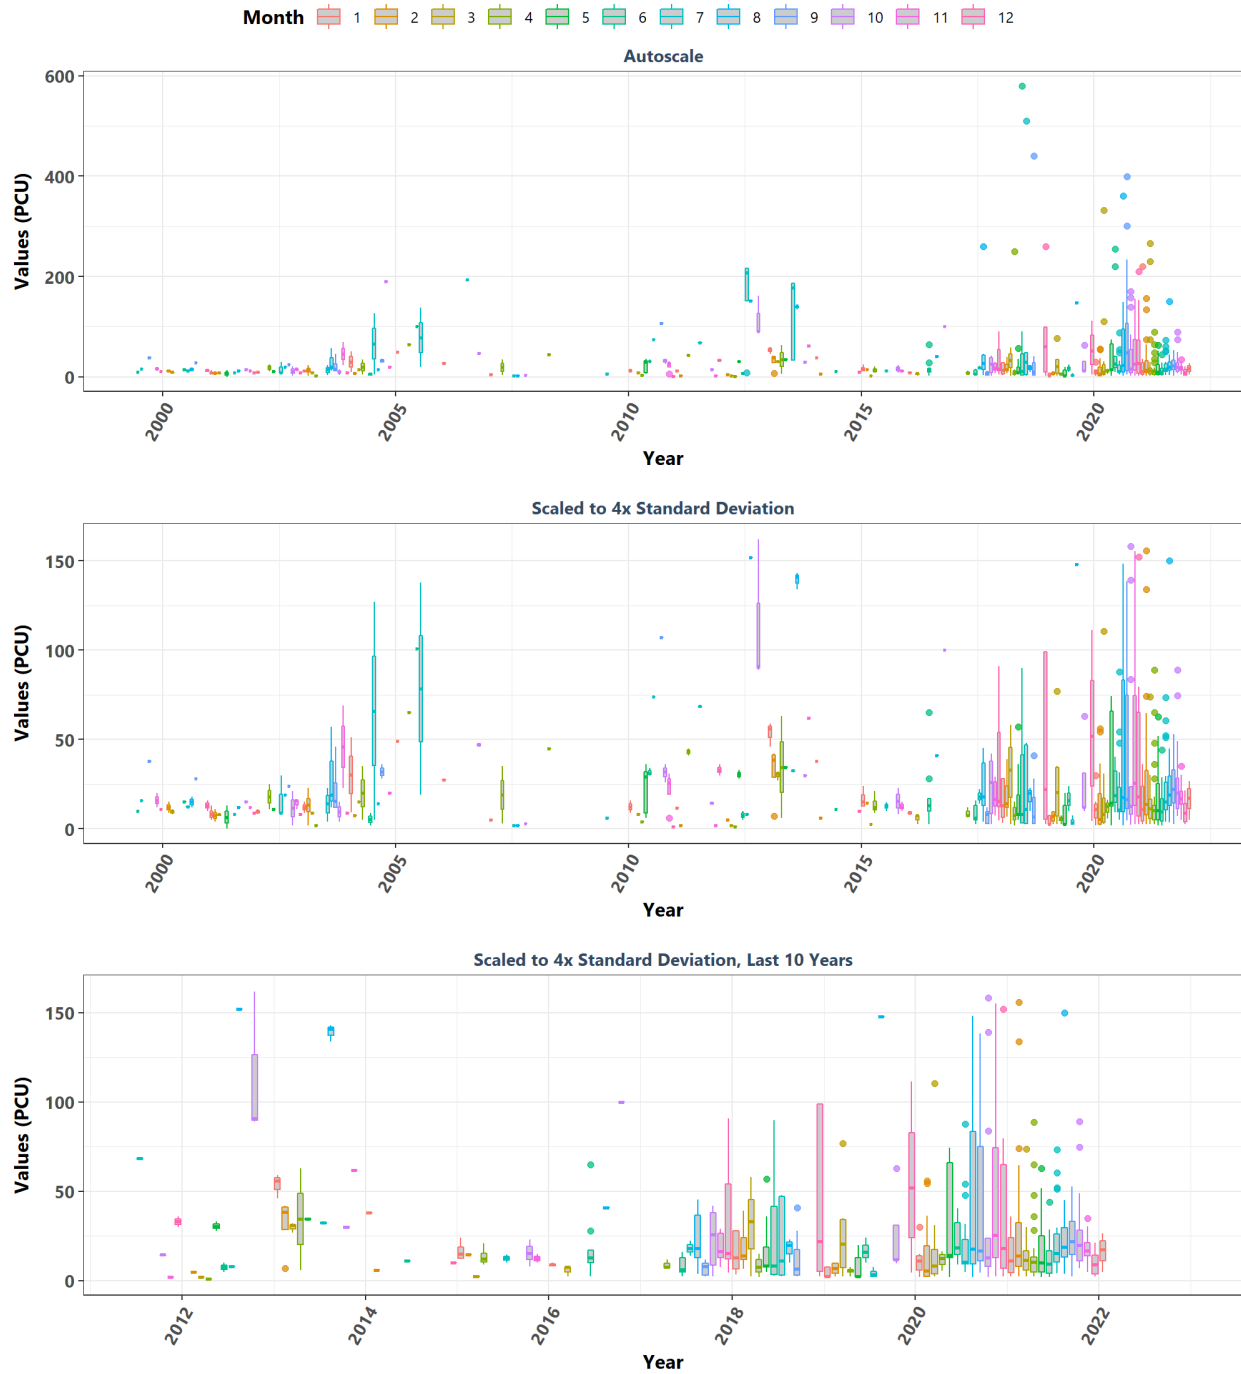 Month 1 2 3 4 5 6 7 8 9 10 11 12
Autoscale
Values (PCU)
600
400
200
0
2000 2005 2010 2015 2020
Year
Scaled to 4x Standard Deviation
Values (PCU)
150
100
50
0
2000 2005 2010 2015 2020
Year
Scaled to 4x Standard Deviation, Last 10 Years
Values (PCU)
150
100
50
0
2012 2014 2016 2018 2020 2022
Year